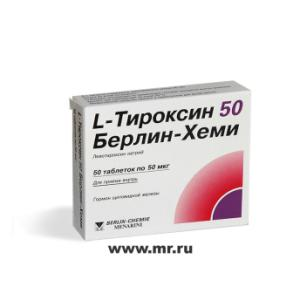 L-Тироксин 50
Берлин-Хеми
Левотироксин натрий
50 таблеток по 50 мкг
Для приема внутрь
Гормон щитовидной железы
BERLIN-CHEMIE
MENARINI
www.mr.ru